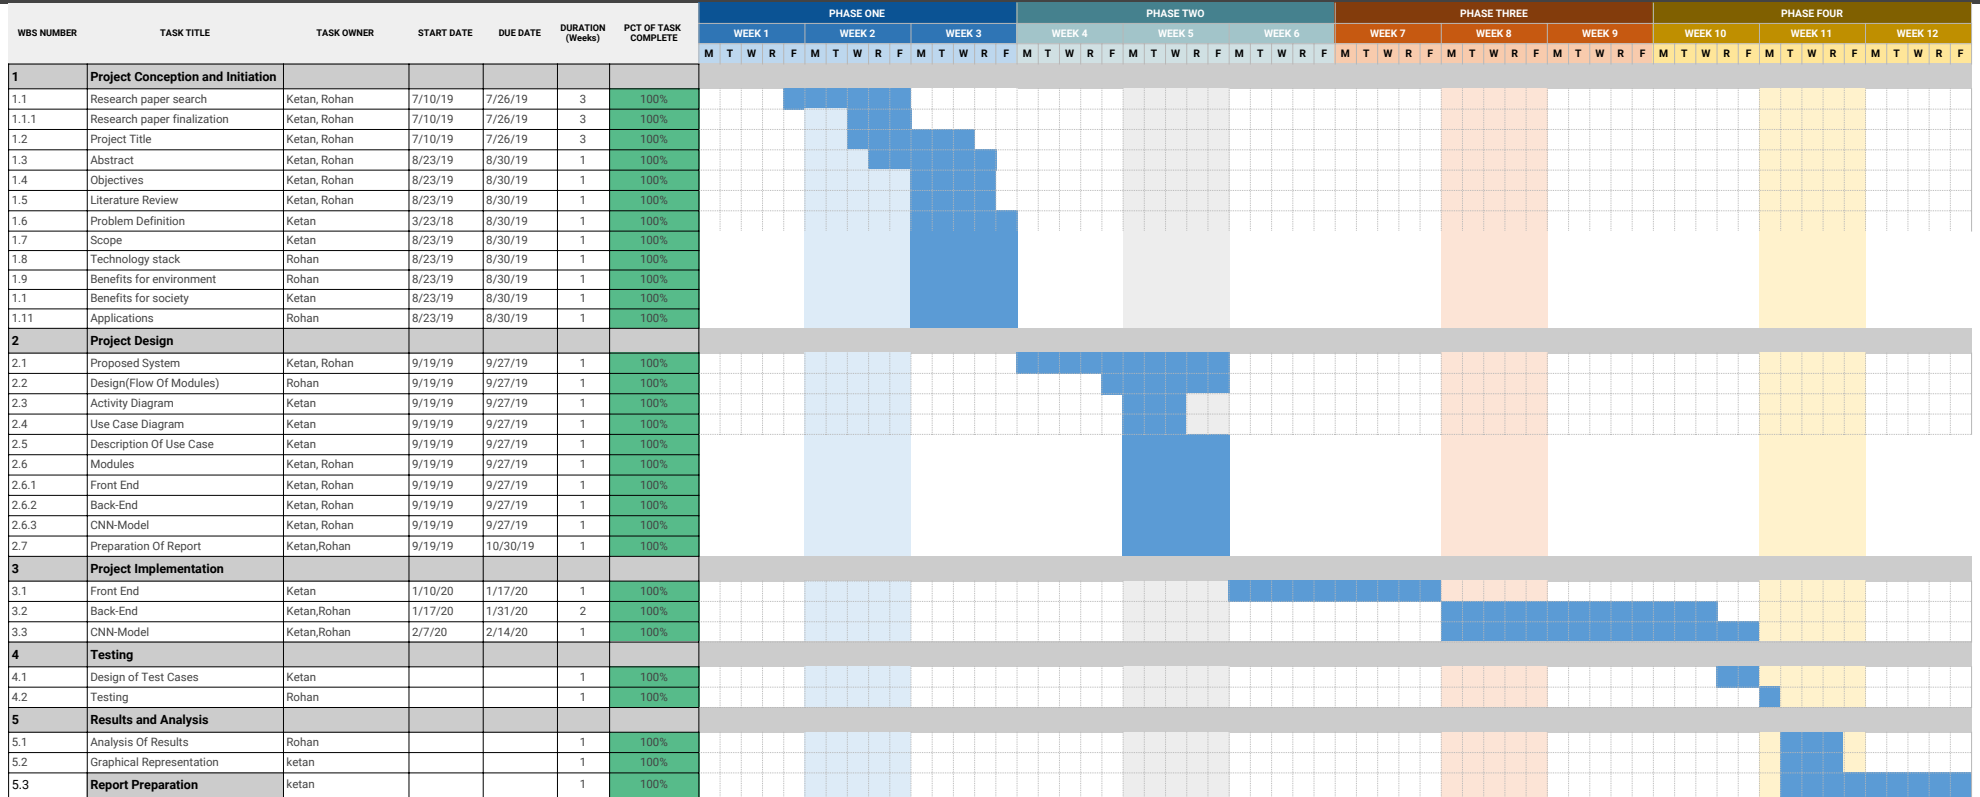 PHASE ONE PHASE TWO PHASE THREE PHASE FOUR
WBS NUMBER TASK TITLE TASK OWNER START DATE DUE DATE DURATION (Weeks) PCT OF TASK COMPLETE
WEEK 1 WEEK 2 WEEK 3 WEEK 4 WEEK 5 WEEK 6 WEEK 7 WEEK 8 WEEK 9 WEEK 10 WEEK 11 WEEK 12
M T W R F M T W R F M T W R F M T W R F M T W R F M T W R F M T W R F M T W R F M T W R F M T W R F M T W R F M T W R F
1 Project Conception and Initiation
1.1 Research paper search Ketan, Rohan 7/10/19 7/26/19 3 100%
1.1.1 Research paper finalization Ketan, Rohan 7/10/19 7/26/19 3 100%
1.2 Project Title Ketan, Rohan 7/10/19 7/26/19 3 100%
1.3 Abstract Ketan, Rohan 8/23/19 8/30/19 1 100%
1.4 Objectives Ketan, Rohan 8/23/19 8/30/19 1 100%
1.5 Literature Review Ketan, Rohan 8/23/19 8/30/19 1 100%
1.6 Problem Definition Ketan 3/23/18 8/30/19 1 100%
1.7 Scope Ketan 8/23/19 8/30/19 1 100%
1.8 Technology stack Rohan 8/23/19 8/30/19 1 100%
1.9 Benefits for environment Rohan 8/23/19 8/30/19 1 100%
1.1 Benefits for society Ketan 8/23/19 8/30/19 1 100%
1.11 Applications Rohan 8/23/19 8/30/19 1 100%
2 Project Design
2.1 Proposed System Ketan, Rohan 9/19/19 9/27/19 1 100%
2.2 Design(Flow Of Modules) Rohan 9/19/19 9/27/19 1 100%
2.3 Activity Diagram Ketan 9/19/19 9/27/19 1 100%
2.4 Use Case Diagram Ketan 9/19/19 9/27/19 1 100%
2.5 Description Of Use Case Ketan 9/19/19 9/27/19 1 100%
2.6 Modules Ketan, Rohan 9/19/19 9/27/19 1 100%
2.6.1 Front End Ketan, Rohan 9/19/19 9/27/19 1 100%
2.6.2 Back-End Ketan, Rohan 9/19/19 9/27/19 1 100%
2.6.3 CNN-Model Ketan, Rohan 9/19/19 9/27/19 1 100%
2.7 Preparation Of Report Ketan,Rohan 9/19/19 10/30/19 1 100%
3 Project Implementation
3.1 Front End Ketan 1/10/20 1/17/20 1 100%
3.2 Back-End Ketan,Rohan 1/17/20 1/31/20 2 100%
3.3 CNN-Model Ketan,Rohan 2/7/20 2/14/20 1 100%
4 Testing
4.1 Design of Test Cases Ketan 1 100%
4.2 Testing Rohan 1 100%
5 Results and Analysis
5.1 Analysis Of Results Rohan 1 100%
5.2 Graphical Representation ketan 1 100%
5.3 Report Preparation ketan 1 100%